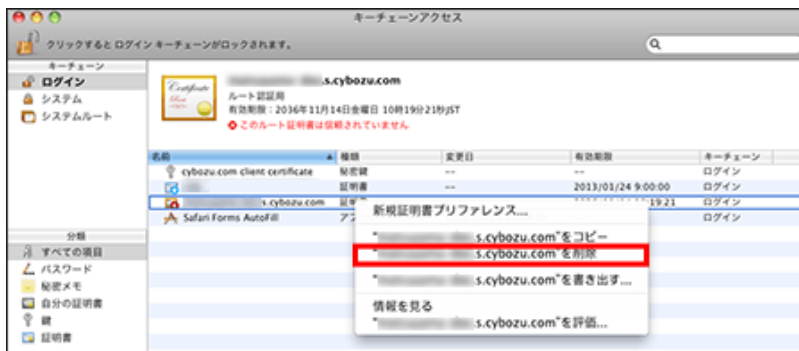 キーチェーンアクセス
クリックすると ログイン キーチェーンがロックされます。
キーチェーン
ログイン
システム
システムルート
.s.cybozu.com
ルート認証局
有効期限：2036年11月14日金曜日 10時19分21秒JST
このルート証明書は信頼されていません
名前 種類 変更日 有効期限 キーチェーン
cybozu.com client certificate 秘密鍵 -- -- ログイン
証明書 -- 2013/01/24 9:00:00 ログイン
s.cybozu.com 19:21 ログイン
Safari Forms AutoFill ログイン
新規証明書プリファレンス...
" .s.cybozu.com"をコピー
" .s.cybozu.com"を削除
" .s.cybozu.com"を書き出す...
情報を見る
" .s.cybozu.com"を評価...
分類
すべての項目
パスワード
秘密メモ
自分の証明書
鍵
証明書